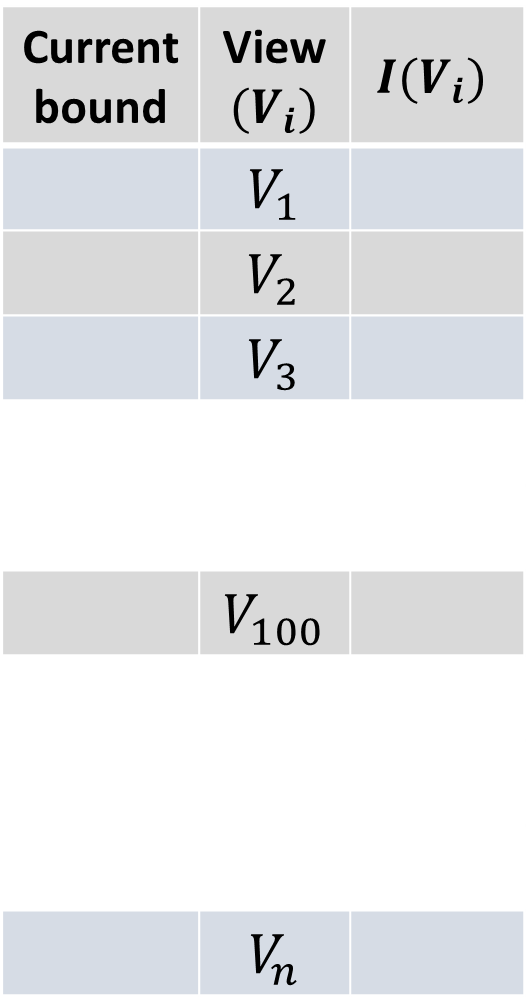 Current bound
View (Vᵢ)
I(Vᵢ)
V₁
V₂
V₃
V₁₀₀
Vₙ